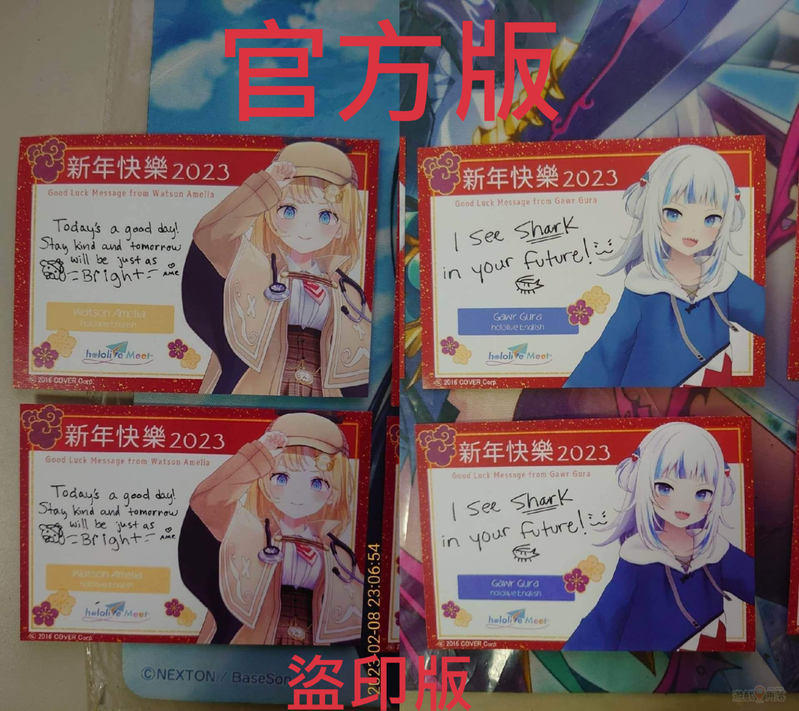 官方版
新年快樂2023
Good Luck Message from Watson Amelia
Today's a good day!
Stay kind and tomorrow
will be just as
=Bright= AME
Watson Amelia
hololive English
hololive Meet
© 2016 COVER Corp.
新年快樂2023
Good Luck Message from Gawr Gura
I See Shark
in your future!
Gawr Gura
hololive English
hololive Meet
© 2016 COVER Corp.
新年快樂2023
Good Luck Message from Watson Amelia
Today's a good day!
Stay kind and tomorrow
will be just as
=Bright= AME
Watson Amelia
hololive English
hololive Meet
© 2016 COVER Corp.
新年快樂2023
Good Luck Message from Gawr Gura
I See Shark
in your future!
Gawr Gura
hololive English
hololive Meet
© 2016 COVER Corp.
2023-02-08 23:06:54
©NEXTON / BaseSon
盜印版